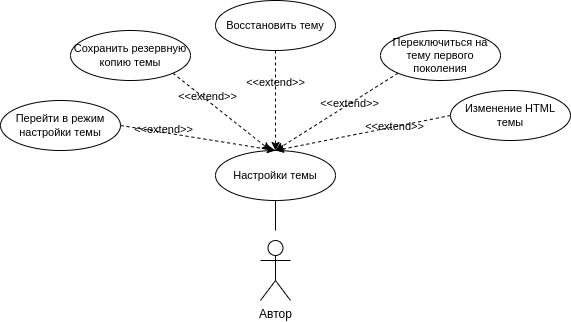 Восстановить тему
Сохранить резервную
копию темы
Переключиться на
тему первого
поколения
<<extend>>
<<extend>>
<<extend>>
Перейти в режим
настройки темы
<<extend>>
<<extend>>
Изменение HTML
темы
Настройки темы
Автор